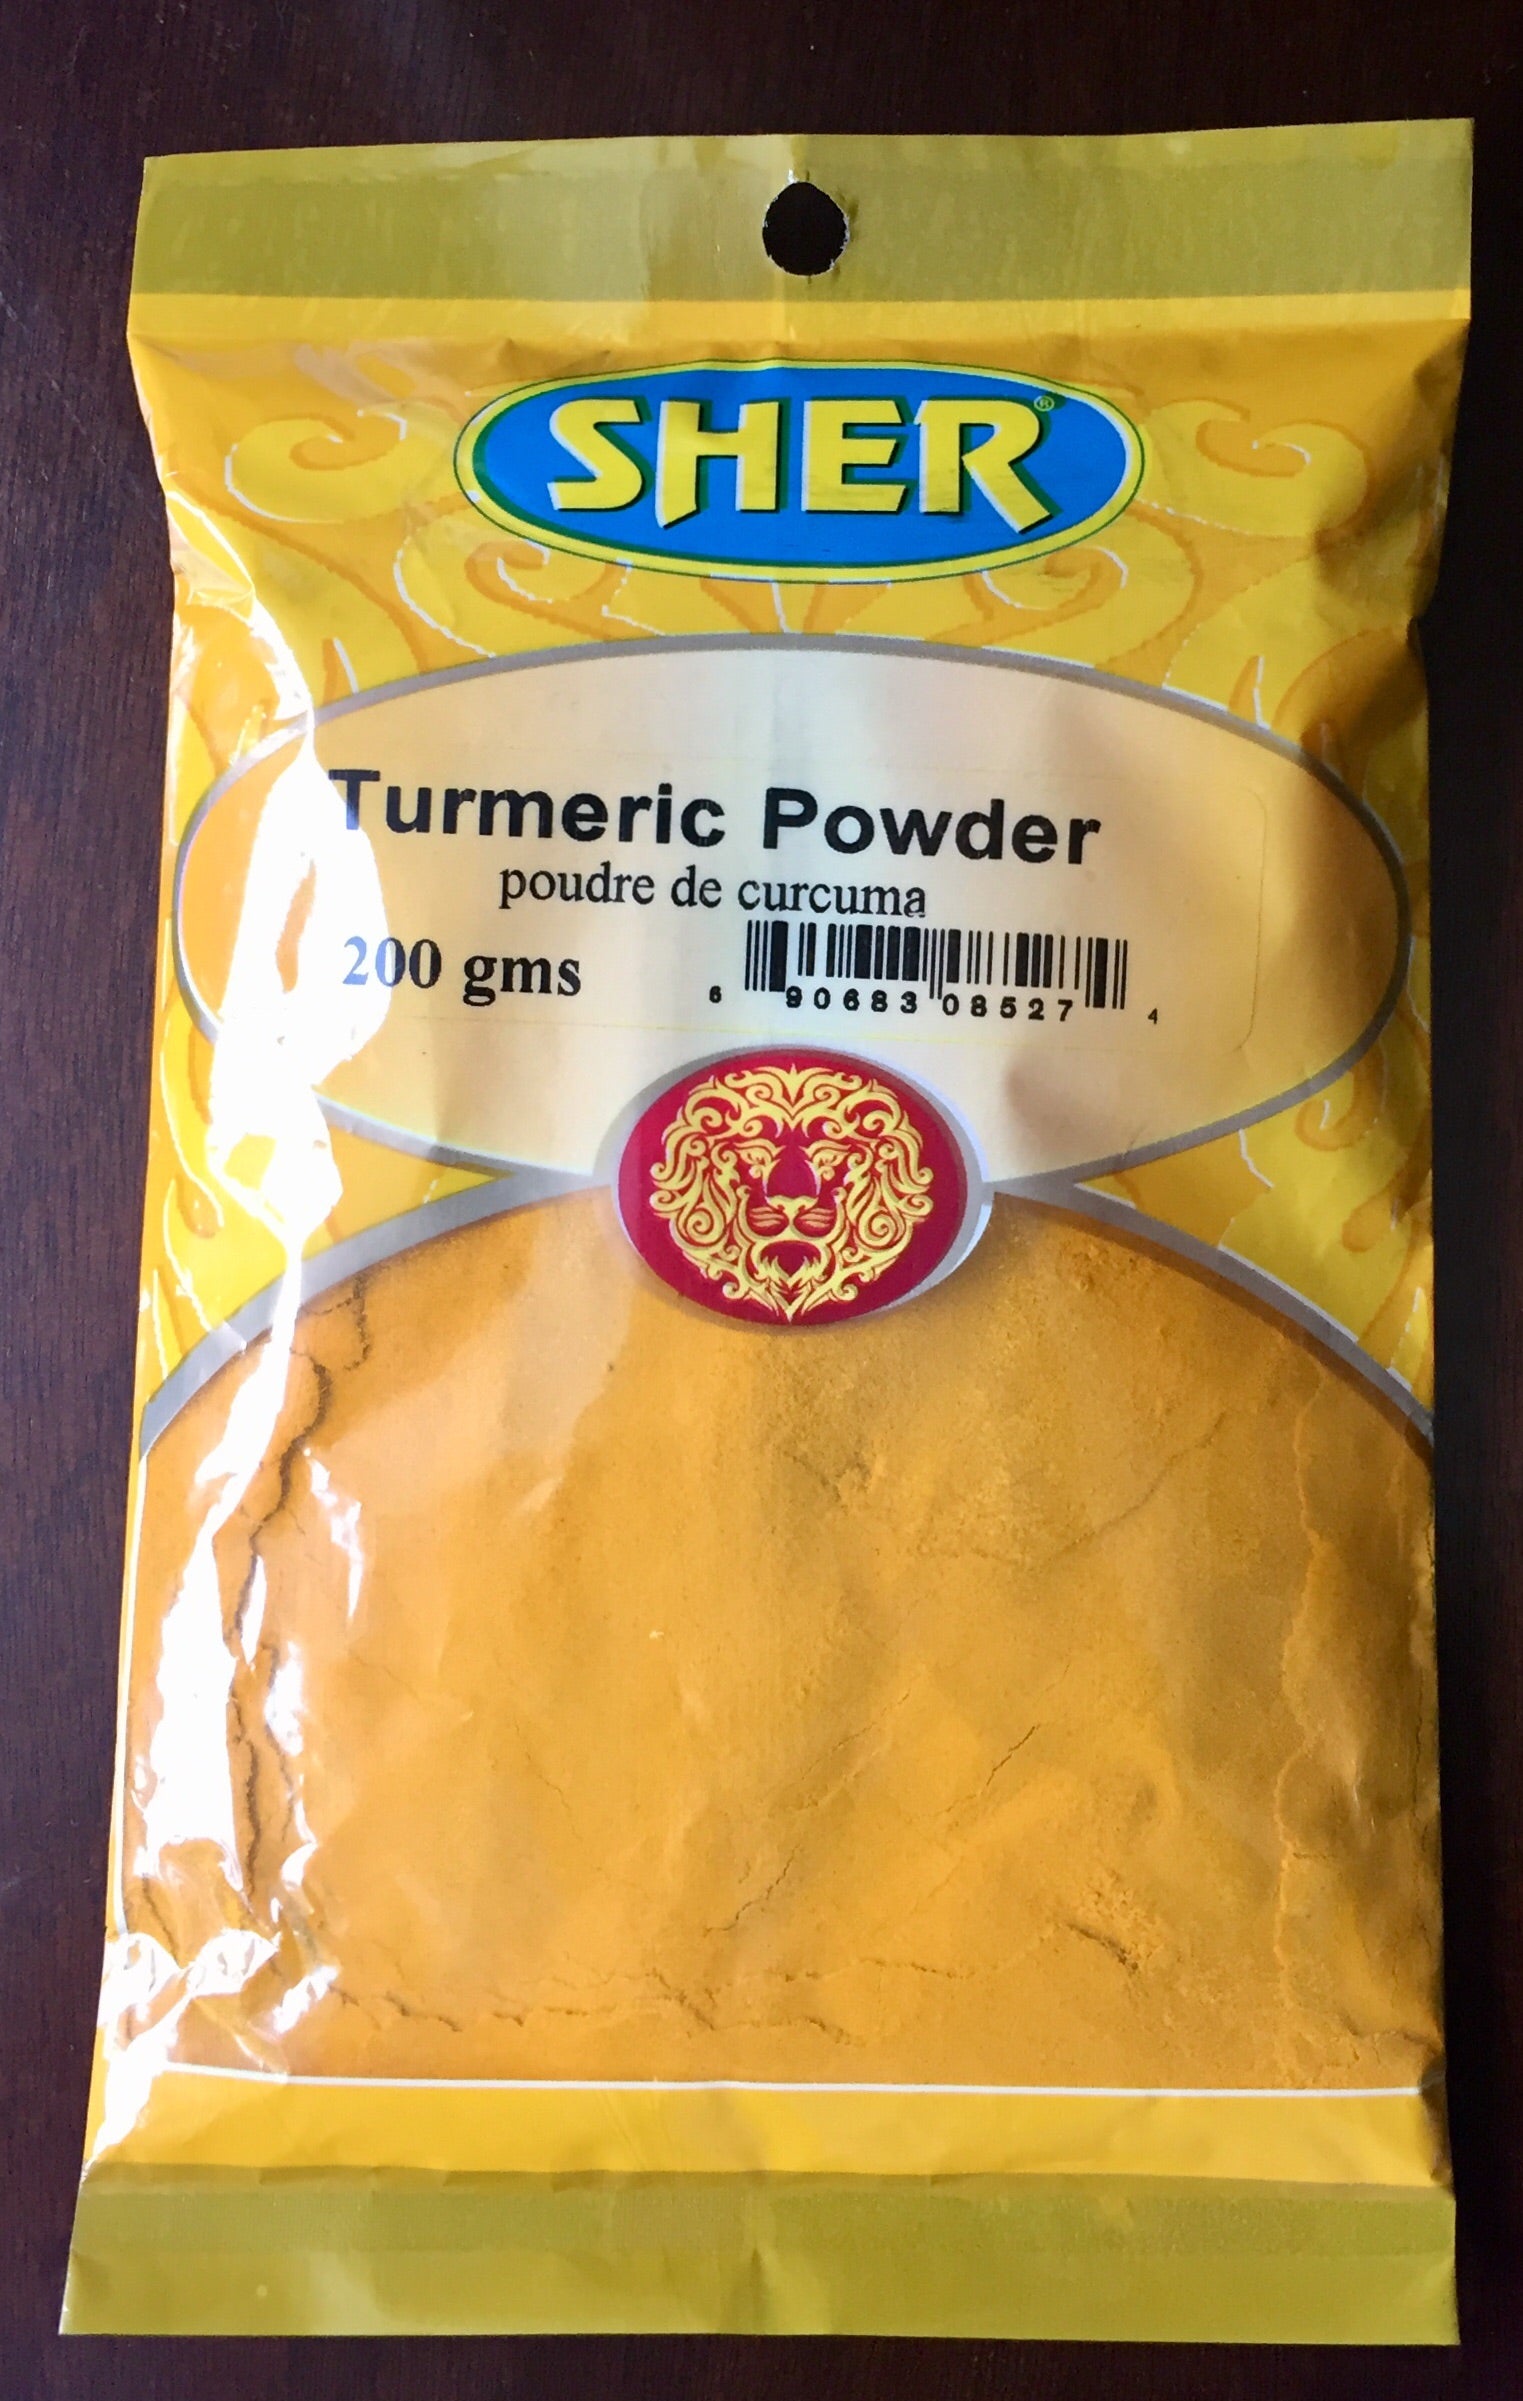 SHER®
Turmeric Powder
poudre de curcuma
200 gms
6 90683 08527 4